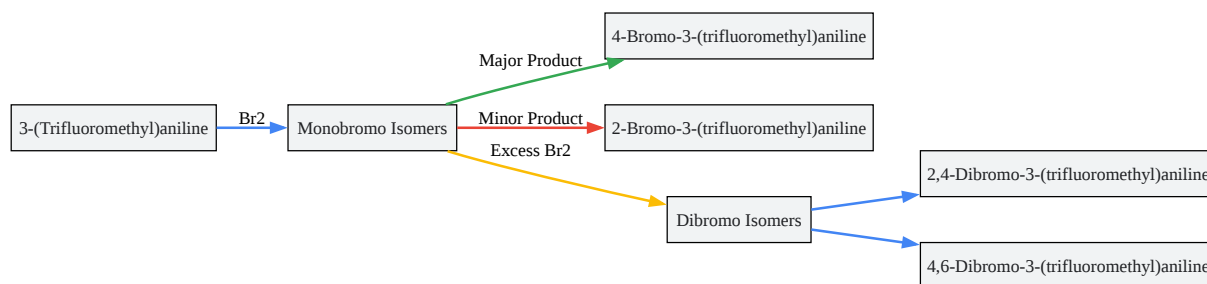 4-Bromo-3-(trifluoromethyl)aniline
Major Product
3-(Trifluoromethyl)aniline
Br2
Monobromo Isomers
Minor Product
2-Bromo-3-(trifluoromethyl)aniline
Excess Br2
2,4-Dibromo-3-(trifluoromethyl)aniline
Dibromo Isomers
4,6-Dibromo-3-(trifluoromethyl)aniline